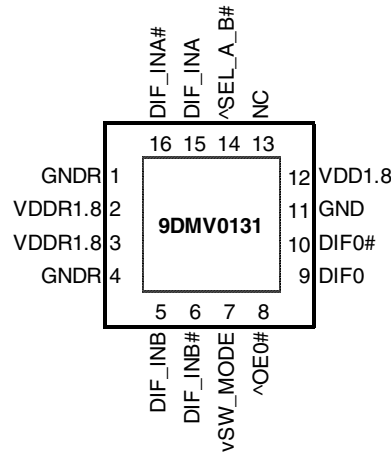 DIF_INA#
DIF_INA
^SEL_A_B#
NC
16 15 14 13
GNDR 1
VDDR1.8 2
VDDR1.8 3
GNDR 4
9DMV0131
12 VDD1.8
11 GND
10 DIF0#
9 DIF0
5 6 7 8
DIF_INB
DIF_INB#
vSW_MODE
^OE0#